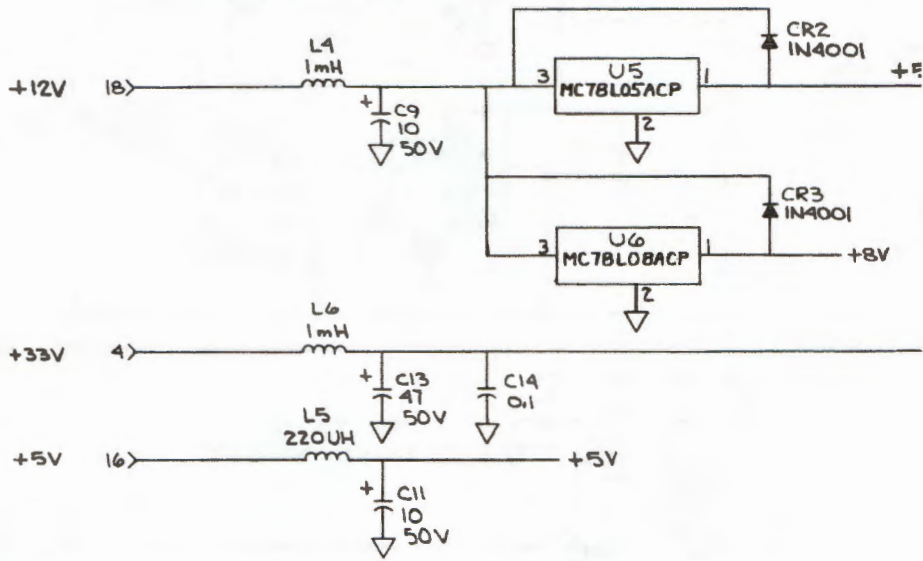 L4
1mH
+12V 18
+ C9
10
50V
3 U5 1
MC78L05ACP
2
CR2
1N4001
3 U6 1
MC78L08ACP
2
CR3
1N4001
+8V
L6
1mH
+33V 4
+ C13
47
50V
C14
0.1
L5
220UH
+5V 16
+5V
+ C11
10
50V